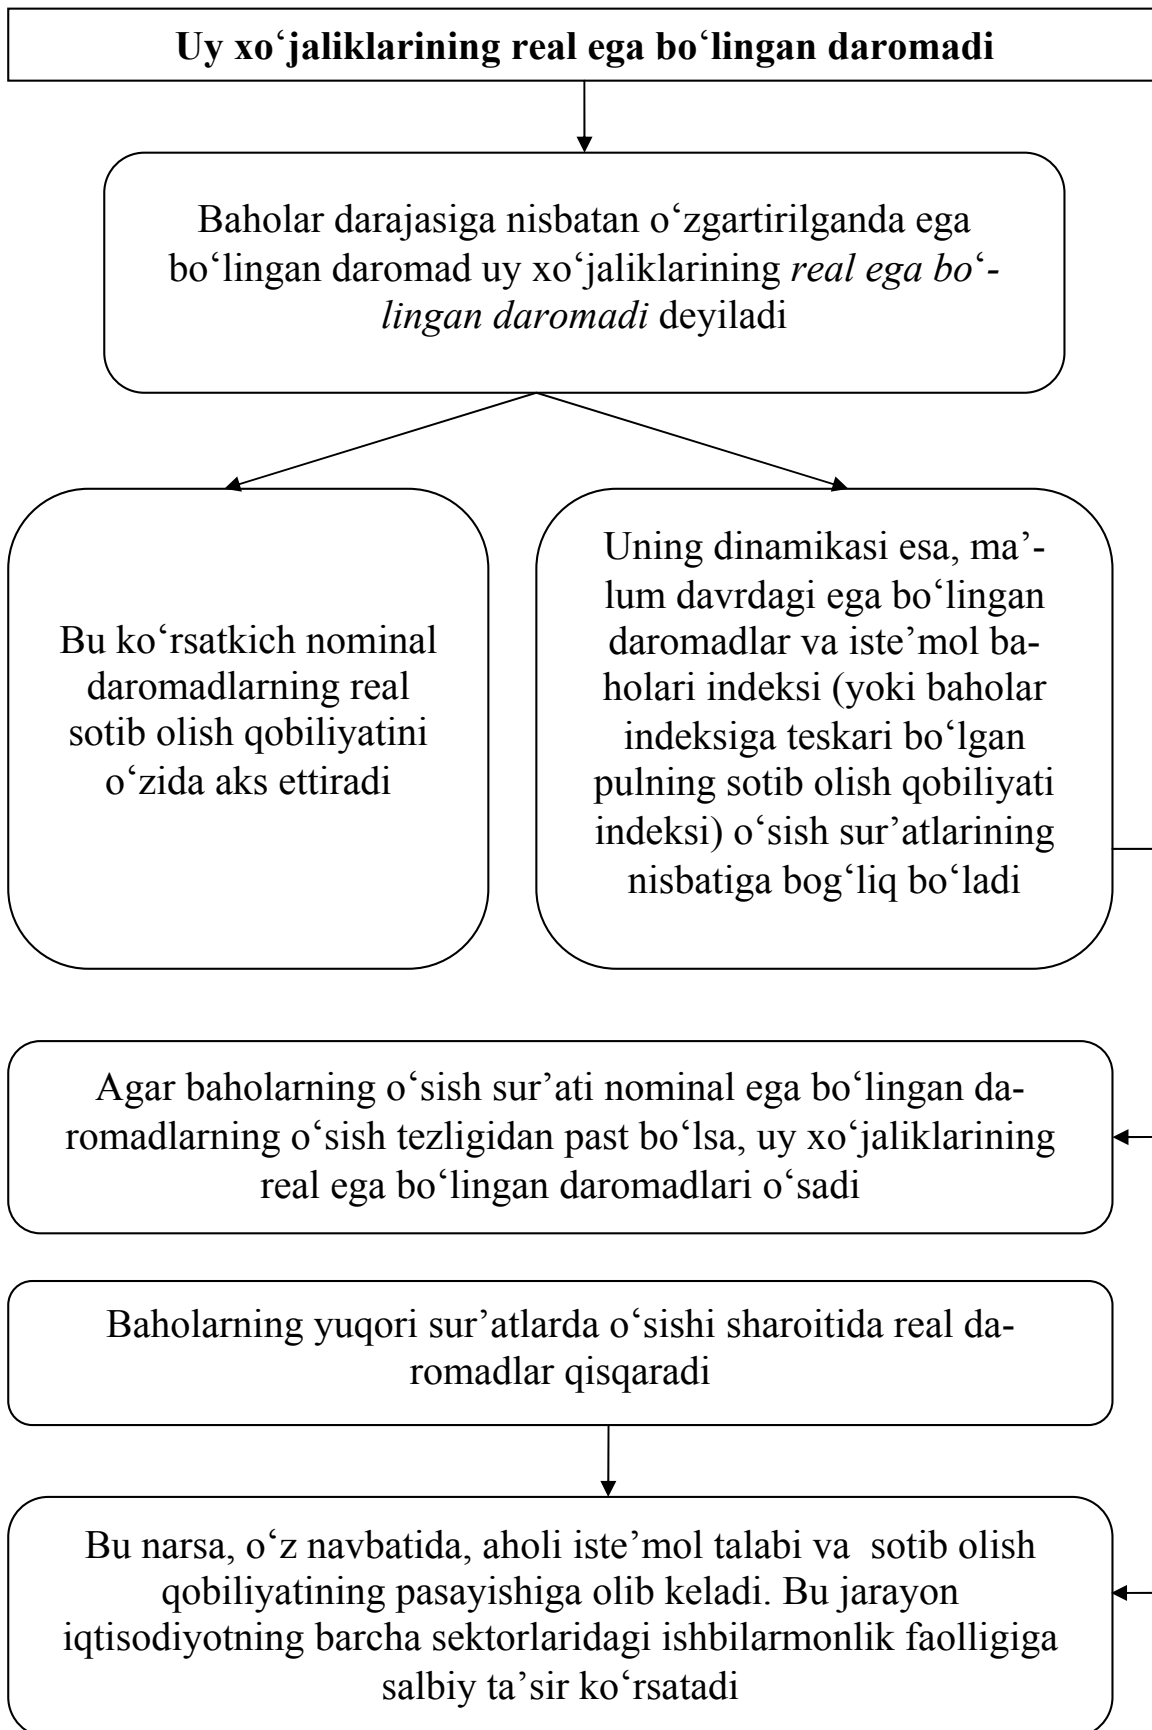 Uy xo‘jaliklarining real ega bo‘lingan daromadi
Baholar darajasiga nisbatan o‘zgartirilganda ega
bo‘lingan daromad uy xo‘jaliklarining real ega bo‘-
lingan daromadi deyiladi
Bu ko‘rsatkich nominal
daromadlarning real
sotib olish qobiliyatini
o‘zida aks ettiradi
Uning dinamikasi esa, ma’-
lum davrdagi ega bo‘lingan
daromadlar va iste’mol ba-
holari indeksi (yoki baholar
indeksiga teskari bo‘lgan
pulning sotib olish qobiliyati
indeksi) o‘sish sur’atlarining
nisbatiga bog‘liq bo‘ladi
Agar baholarning o‘sish sur’ati nominal ega bo‘lingan da-
romadlarning o‘sish tezligidan past bo‘lsa, uy xo‘jaliklarining
real ega bo‘lingan daromadlari o‘sadi
Baholarning yuqori sur’atlarda o‘sishi sharoitida real da-
romadlar qisqaradi
Bu narsa, o‘z navbatida, aholi iste’mol talabi va sotib olish
qobiliyatining pasayishiga olib keladi. Bu jarayon
iqtisodiyotning barcha sektorlaridagi ishbilarmonlik faolligiga
salbiy ta’sir ko‘rsatadi